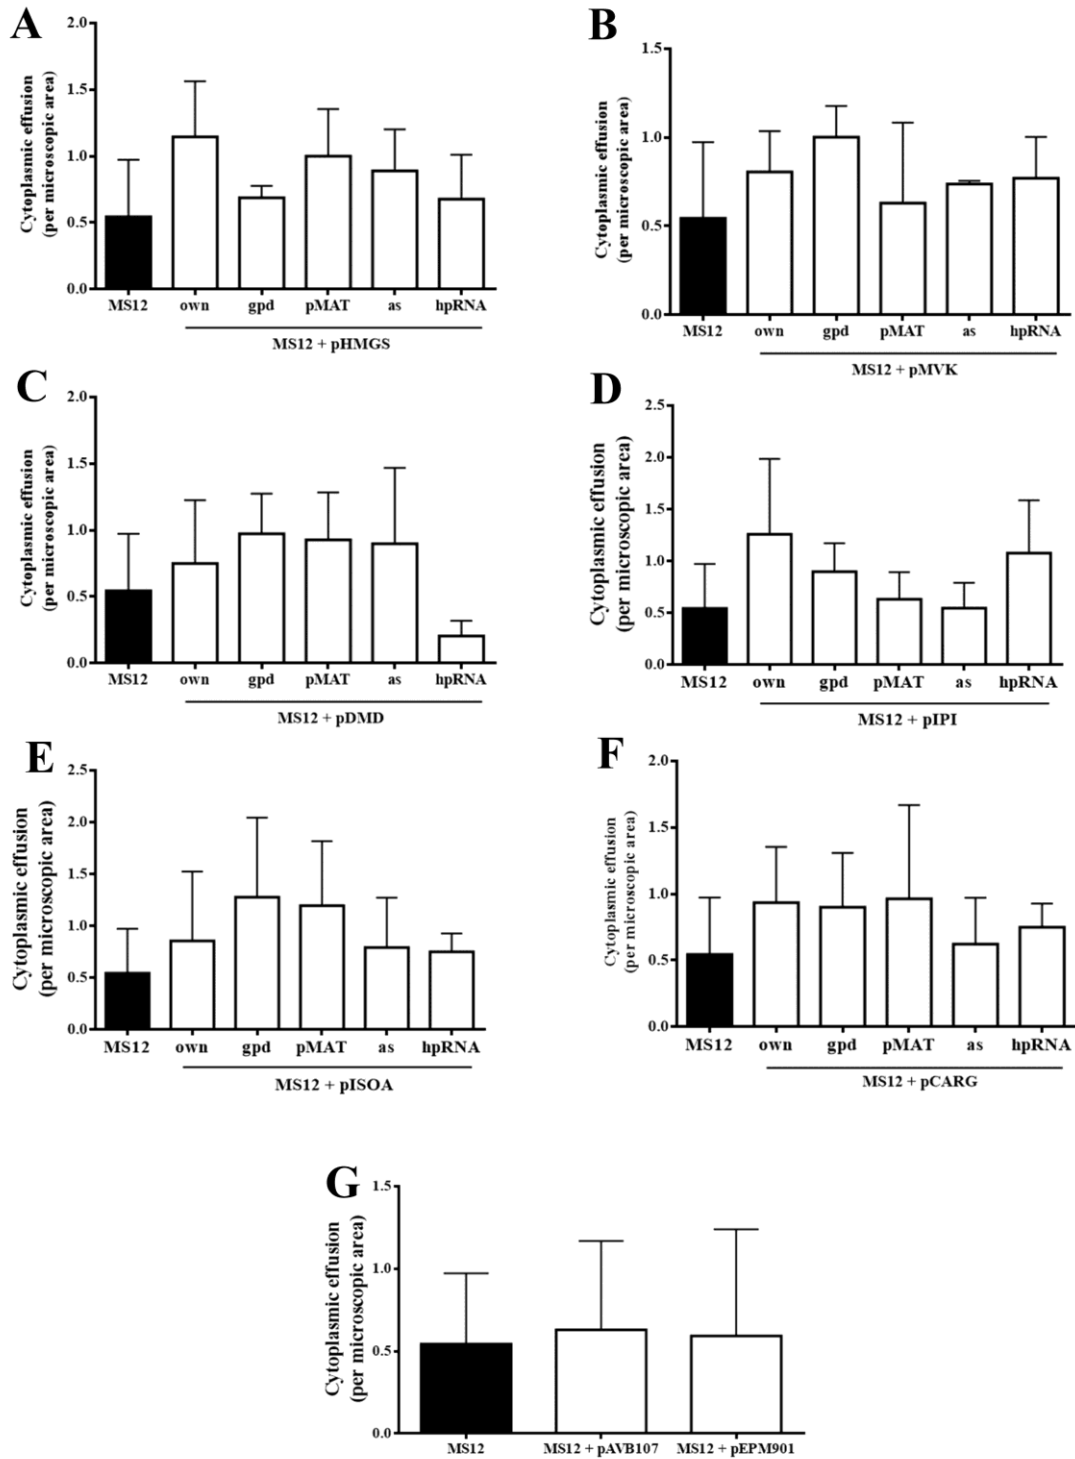 A
Cytoplasmic effusion
(per microscopic area)
2.0
1.5
1.0
0.5
0.0
MS12 own gpd pMAT as hpRNA
MS12 + pHMGS
B
Cytoplasmic effusion
(per microscopic area)
1.5
1.0
0.5
0.0
MS12 own gpd pMAT as hpRNA
MS12 + pMVK
C
Cytoplasmic effusion
(per microscopic area)
2.0
1.5
1.0
0.5
0.0
MS12 own gpd pMAT as hpRNA
MS12 + pDMD
D
Cytoplasmic effusion
(per microscopic area)
2.5
2.0
1.5
1.0
0.5
0.0
MS12 own gpd pMAT as hpRNA
MS12 + pIPI
E
Cytoplasmic effusion
(per microscopic area)
2.5
2.0
1.5
1.0
0.5
0.0
MS12 own gpd pMAT as hpRNA
MS12 + pISOA
F
Cytoplasmic effusion
(per microscopic area)
2.0
1.5
1.0
0.5
0.0
MS12 own gpd pMAT as hpRNA
MS12 + pCARG
G
Cytoplasmic effusion
(per microscopic area)
1.5
1.0
0.5
0.0
MS12 MS12 + pAVB107 MS12 + pEPM901